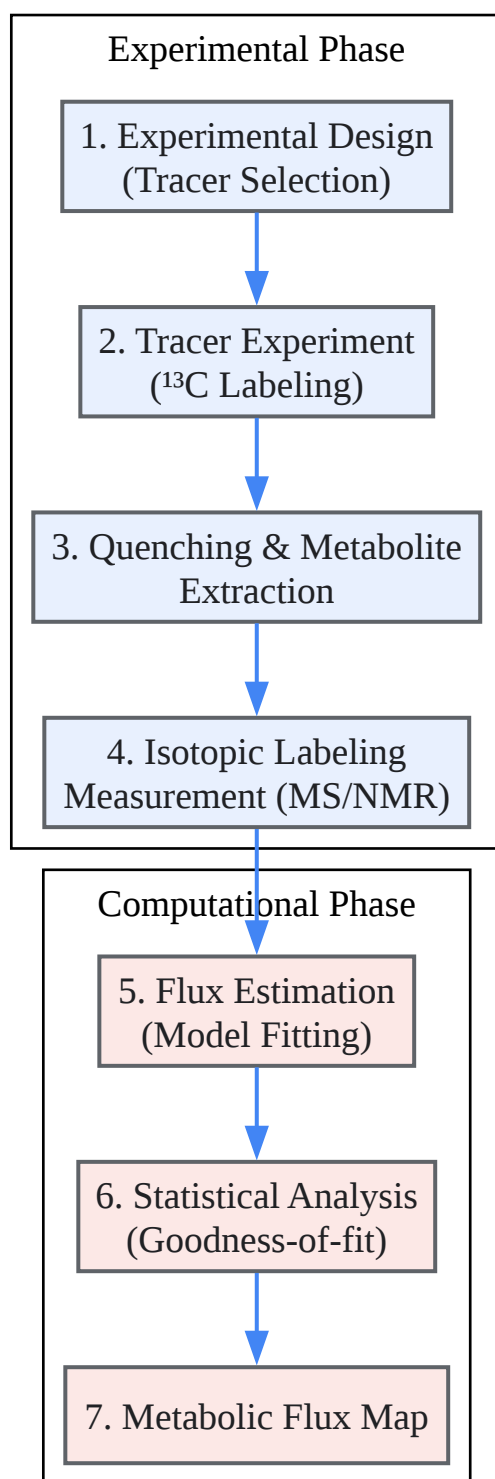 Experimental Phase
1. Experimental Design
(Tracer Selection)
2. Tracer Experiment
(¹³C Labeling)
3. Quenching & Metabolite
Extraction
4. Isotopic Labeling
Measurement (MS/NMR)
Computational Phase
5. Flux Estimation
(Model Fitting)
6. Statistical Analysis
(Goodness-of-fit)
7. Metabolic Flux Map